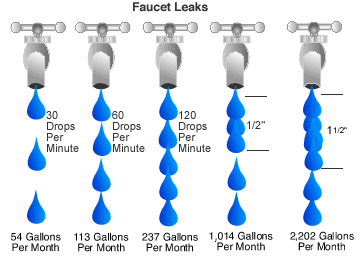 Faucet Leaks
30
Drops
Per
Minute
60
Drops
Per
Minute
120
Drops
Per
Minute
1/2"
1 1/2"
54 Gallons
Per Month
113 Gallons
Per Month
237 Gallons
Per Month
1,014 Gallons
Per Month
2,202 Gallons
Per Month